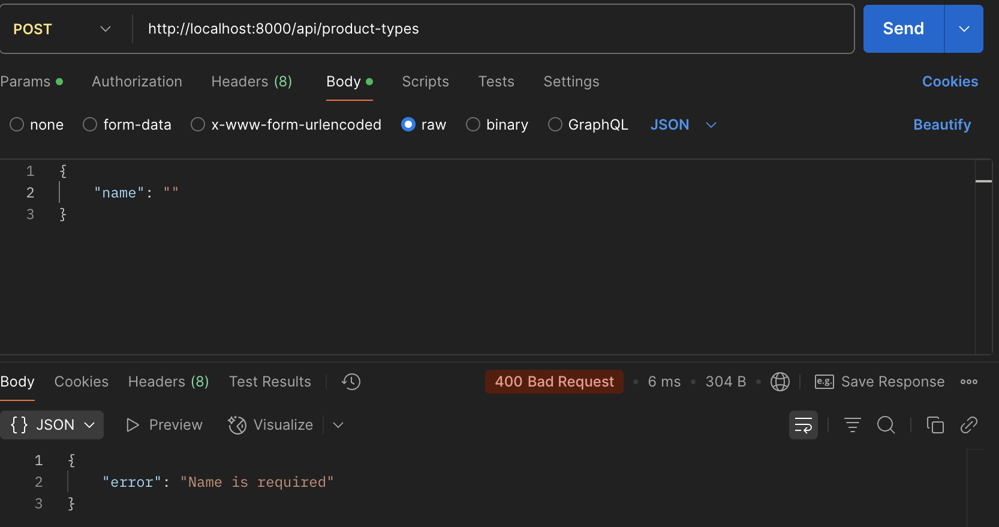 POST http://localhost:8000/api/product-types Send
Params Authorization Headers (8) Body Scripts Tests Settings Cookies
none form-data x-www-form-urlencoded raw binary GraphQL JSON Beautify
1 {
2 "name": ""
3 }
Body Cookies Headers (8) Test Results 400 Bad Request • 6 ms • 304 B • e.g. Save Response
{} JSON Preview Visualize
1 {
2 "error": "Name is required"
3 }